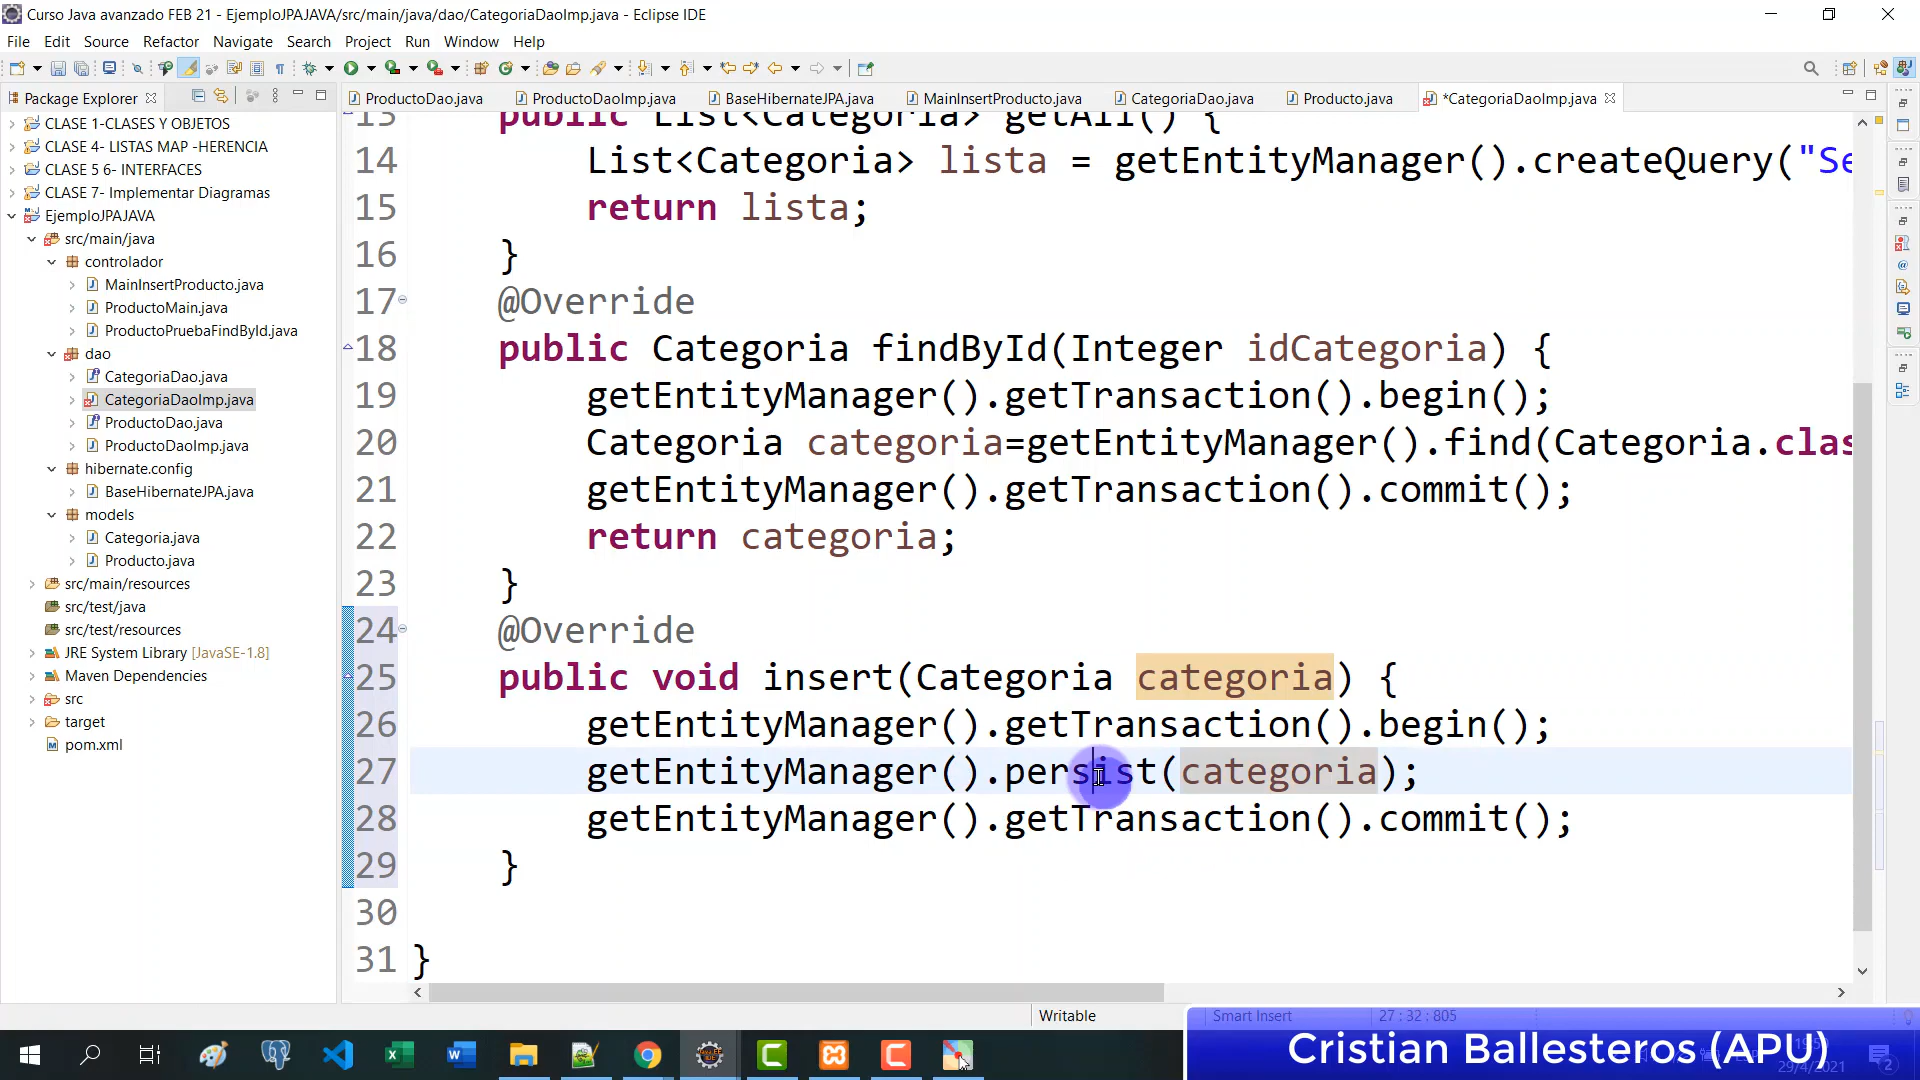 Curso Java avanzado FEB 21 - EjemploJPAJAVA/src/main/java/dao/CategoriaDaoImp.java - Eclipse IDE
File Edit Source Refactor Navigate Search Project Run Window Help
Package Explorer
ProductoDao.java ProductoDaoImp.java BaseHibernateJPA.java MainInsertProducto.java CategoriaDao.java Producto.java *CategoriaDaoImp.java
CLASE 1-CLASES Y OBJETOS
CLASE 4- LISTAS MAP -HERENCIA
CLASE 5 6- INTERFACES
CLASE 7- Implementar Diagramas
EjemploJPAJAVA
src/main/java
controlador
MainInsertProducto.java
ProductoMain.java
ProductoPruebaFindById.java
dao
CategoriaDao.java
CategoriaDaoImp.java
ProductoDao.java
ProductoDaoImp.java
hibernate.config
BaseHibernateJPA.java
models
Categoria.java
Producto.java
src/main/resources
src/test/java
src/test/resources
JRE System Library [JavaSE-1.8]
Maven Dependencies
src
target
pom.xml
13 public List<Categoria> getAll() {
14 List<Categoria> lista = getEntityManager().createQuery("Se
15 return lista;
16 }
17 @Override
18 public Categoria findById(Integer idCategoria) {
19 getEntityManager().getTransaction().begin();
20 Categoria categoria=getEntityManager().find(Categoria.clas
21 getEntityManager().getTransaction().commit();
22 return categoria;
23 }
24 @Override
25 public void insert(Categoria categoria) {
26 getEntityManager().getTransaction().begin();
27 getEntityManager().persist(categoria);
28 getEntityManager().getTransaction().commit();
29 }
30
31 }
Writable Smart Insert 27 : 32 : 805
Cristian Ballesteros (APU)
29/4/2021
2